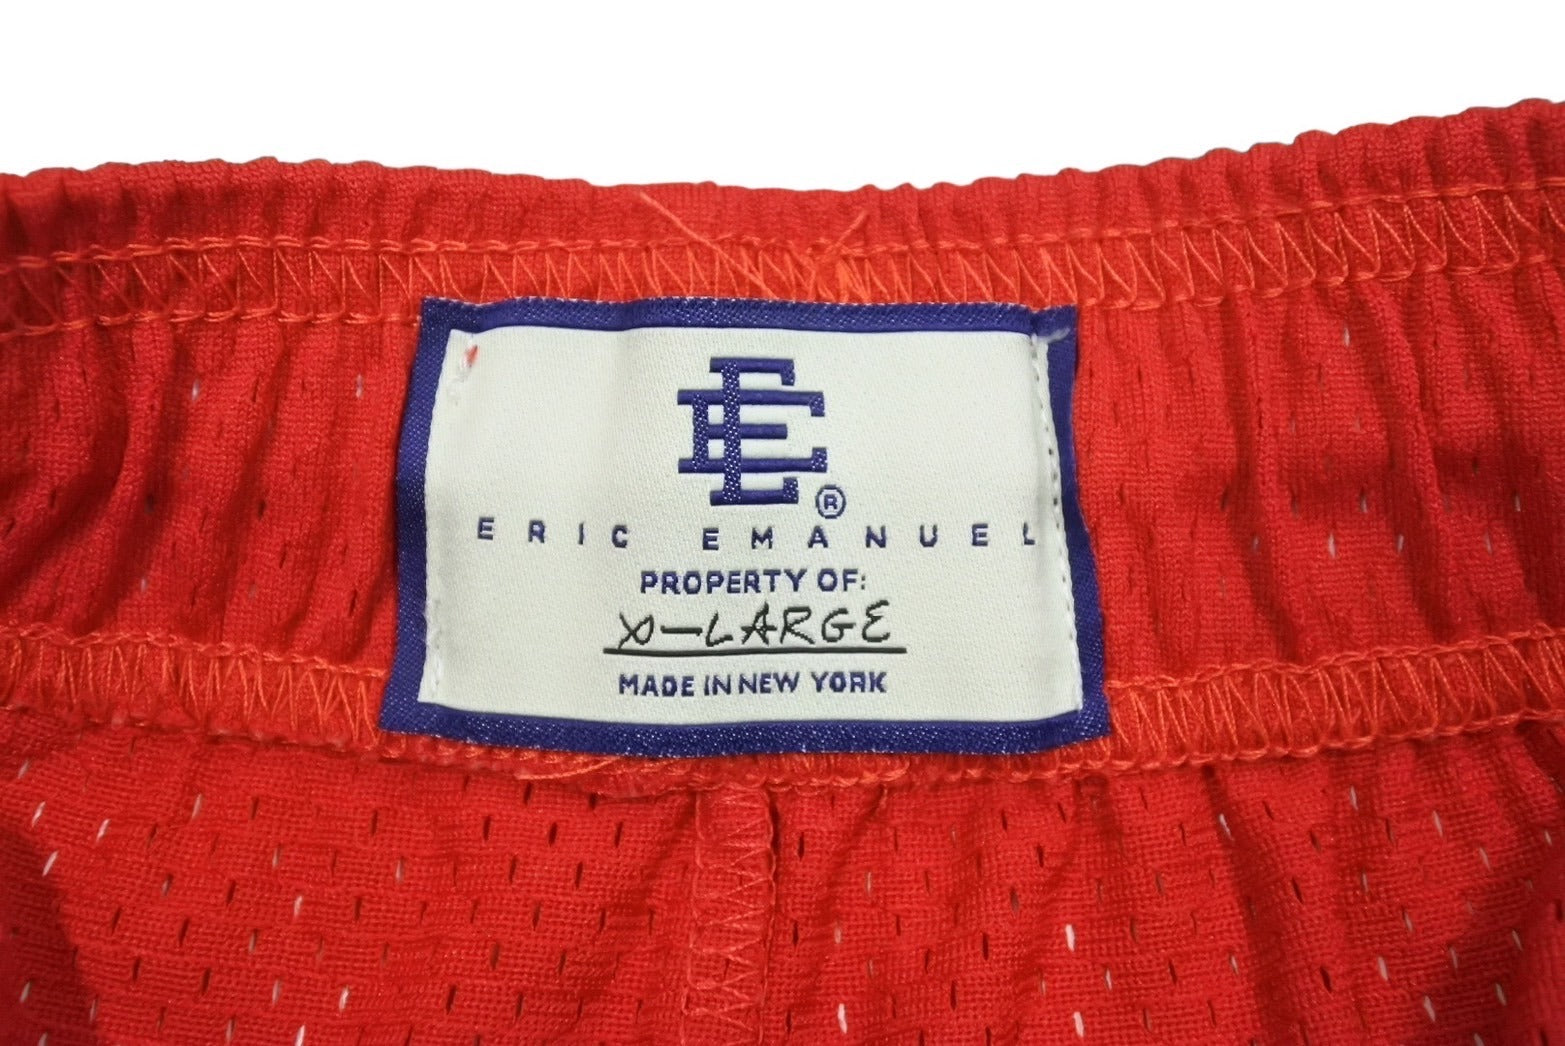 EE®
ERIC EMANUEL
PROPERTY OF:
X-LARGE
MADE IN NEW YORK